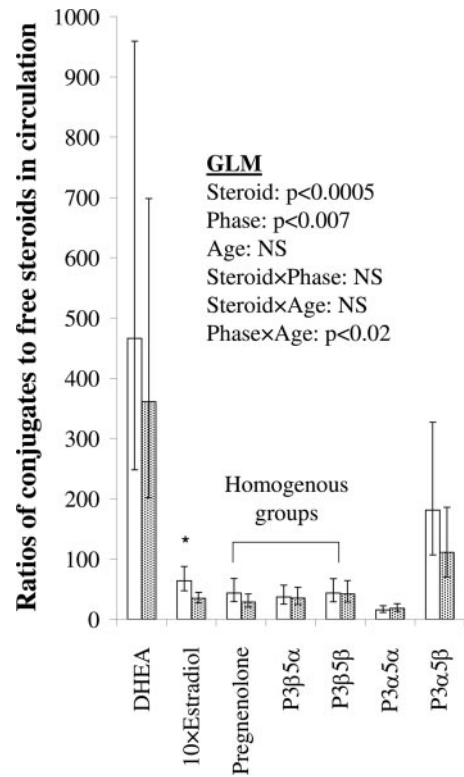 Ratios of conjugates to free steroids in circulation
1000
900
800
700
600
500
400
300
200
100
0
GLM
Steroid: p<0.0005
Phase: p<0.007
Age: NS
Steroid×Phase: NS
Steroid×Age: NS
Phase×Age: p<0.02
Homogenous
groups
*
DHEA
10×Estradiol
Pregnenolone
P3β5α
P3β5β
P3α5α
P3α5β